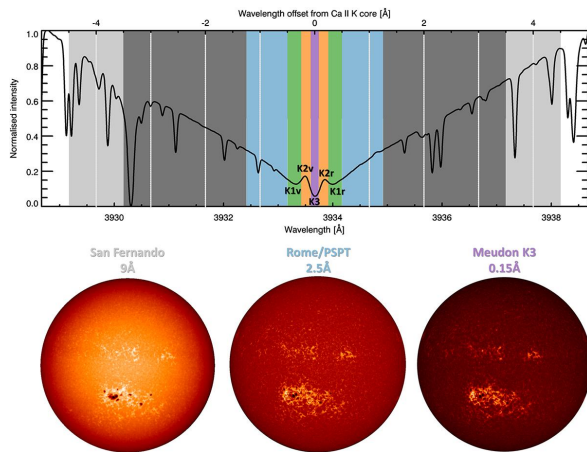 Wavelength offset from Ca II K core [Å]
-4 -2 0 2 4
Normalised intensity
1.0
0.8
0.6
0.4
0.2
0.0
K2v K2r
K1v K1r
K3
3930 3932 3934 3936 3938
Wavelength [Å]
San Fernando Rome/PSPT Meudon K3
9Å 2.5Å 0.15Å